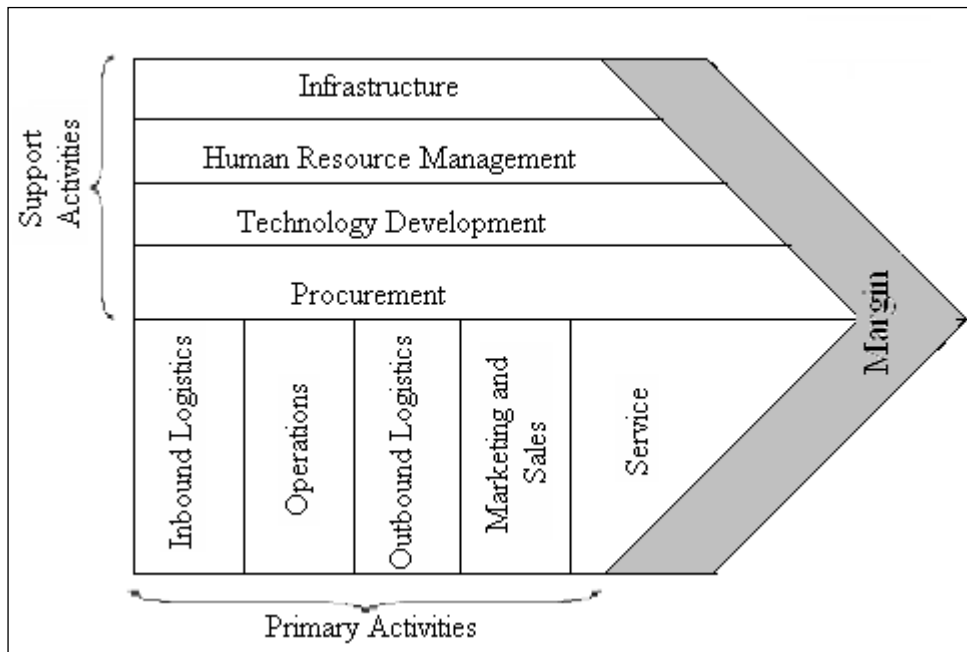 Support
Activities
Infrastructure
Human Resource Management
Technology Development
Procurement
Inbound Logistics
Operations
Outbound Logistics
Marketing and
Sales
Service
Margin
Primary Activities